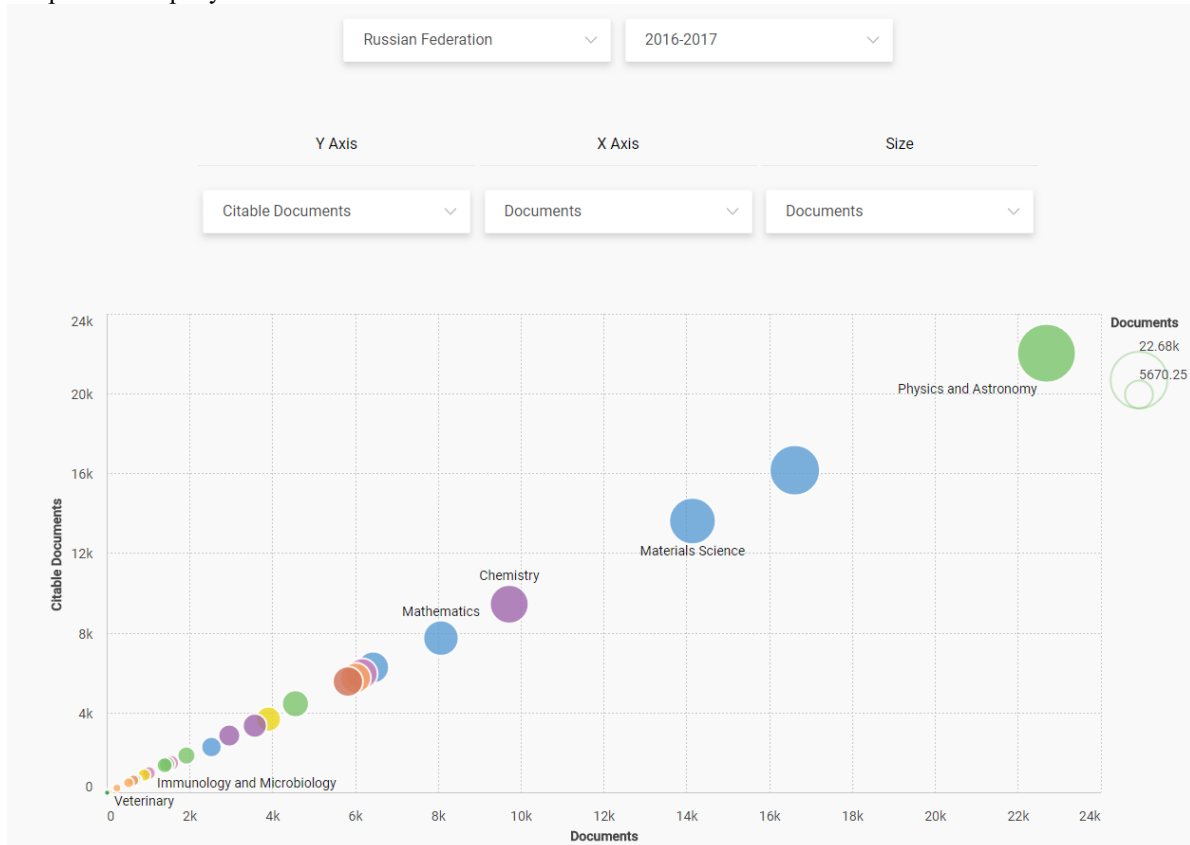 Russian Federation
2016-2017
Y Axis
X Axis
Size
Citable Documents
Documents
Documents
24k
20k
16k
12k
8k
4k
0
Citable Documents
Physics and Astronomy
Materials Science
Chemistry
Mathematics
Immunology and Microbiology
Veterinary
0
2k
4k
6k
8k
10k
12k
14k
16k
18k
20k
22k
24k
Documents
Documents
22.68k
5670.25